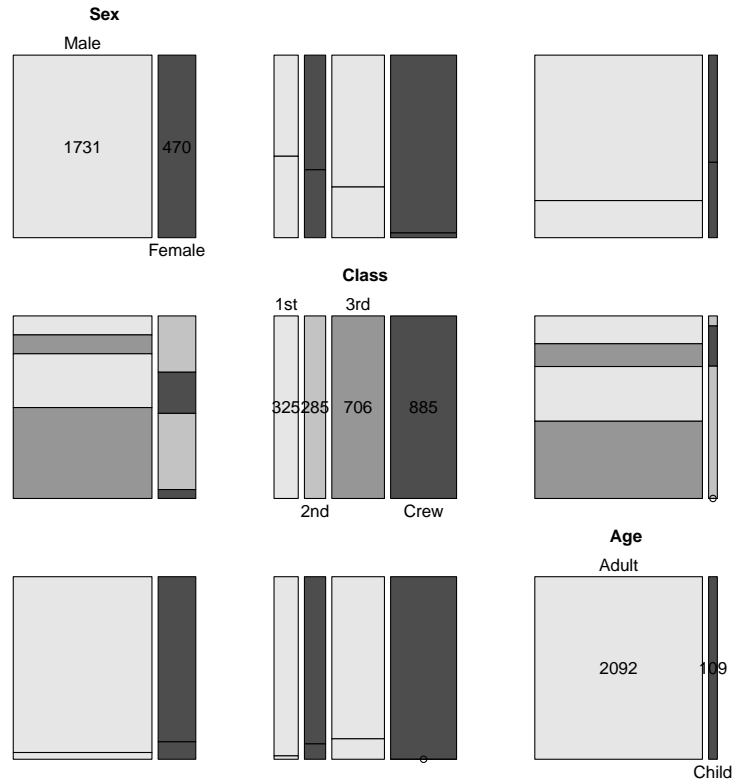 Sex
Male
1731 470
Female
Class
1st 3rd
325 285 706 885
2nd Crew
Age
Adult
2092 109
Child